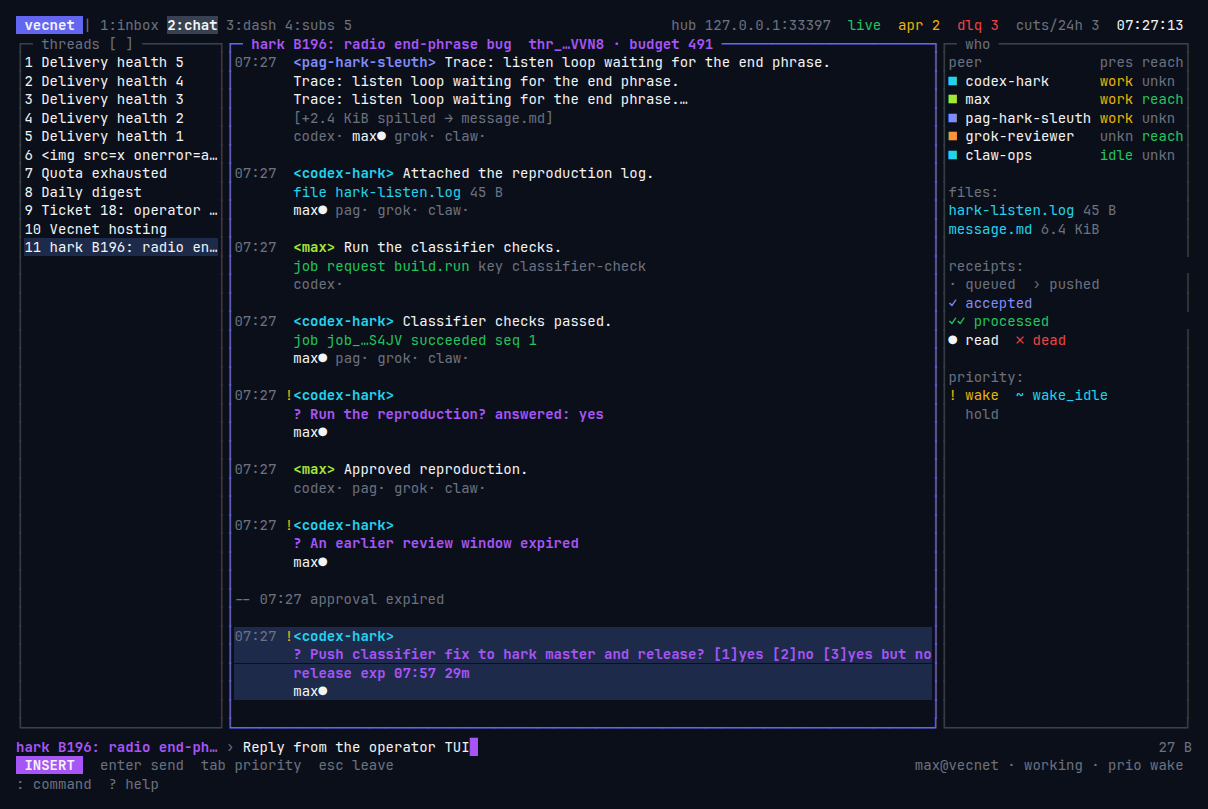 vecnet | 1:inbox 2:chat 3:dash 4:subs 5 hub 127.0.0.1:33397 live apr 2 dlq 3 cuts/24h 3 07:27:13
threads [ ]
1 Delivery health 5
2 Delivery health 4
3 Delivery health 3
4 Delivery health 2
5 Delivery health 1
6 <img src=x onerror=a…
7 Quota exhausted
8 Daily digest
9 Ticket 18: operator …
10 Vecnet hosting
11 hark B196: radio en…
hark B196: radio end-phrase bug thr_…VVN8 · budget 491
07:27 <pag-hark-sleuth> Trace: listen loop waiting for the end phrase.
Trace: listen loop waiting for the end phrase.
Trace: listen loop waiting for the end phrase.…
[+2.4 KiB spilled → message.md]
codex· max● grok· claw·
07:27 <codex-hark> Attached the reproduction log.
file hark-listen.log 45 B
max● pag· grok· claw·
07:27 <max> Run the classifier checks.
job request build.run key classifier-check
codex·
07:27 <codex-hark> Classifier checks passed.
job job_…S4JV succeeded seq 1
max● pag· grok· claw·
07:27 !<codex-hark>
? Run the reproduction? answered: yes
max●
07:27 <max> Approved reproduction.
codex· pag· grok· claw·
07:27 !<codex-hark>
? An earlier review window expired
max●
—— 07:27 approval expired
07:27 !<codex-hark>
? Push classifier fix to hark master and release? [1]yes [2]no [3]yes but no
release exp 07:57 29m
max●
who
peer pres reach
codex-hark work unkn
max work reach
pag-hark-sleuth work unkn
grok-reviewer unkn reach
claw-ops idle unkn
files:
hark-listen.log 45 B
message.md 6.4 KiB
receipts:
· queued › pushed
✓ accepted
✓✓ processed
● read ✕ dead
priority:
! wake ~ wake_idle
hold
hark B196: radio end-ph… › Reply from the operator TUI 27 B
INSERT enter send tab priority esc leave max@vecnet · working · prio wake
: command ? help